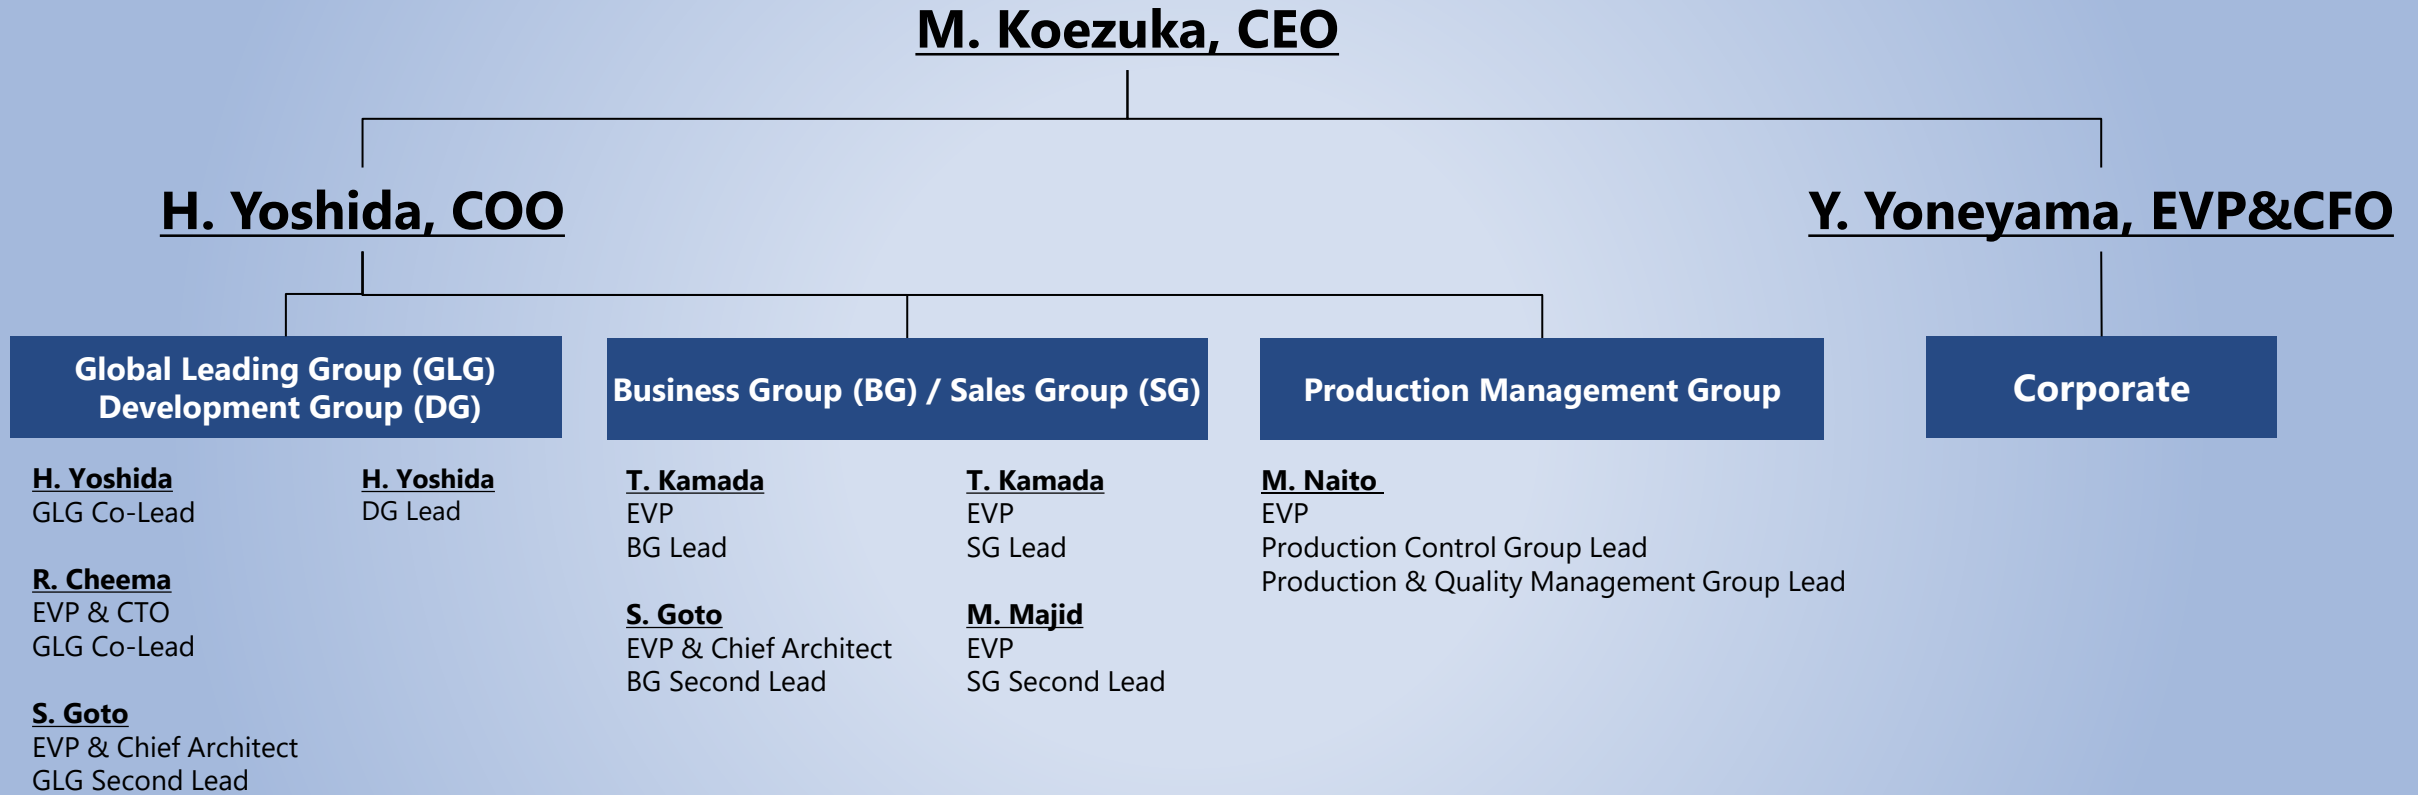 M. Koezuka, CEO
H. Yoshida, COO
Y. Yoneyama, EVP&CFO
Global Leading Group (GLG)
Development Group (DG)
Business Group (BG) / Sales Group (SG)
Production Management Group
Corporate
H. Yoshida
GLG Co-Lead
R. Cheema
EVP & CTO
GLG Co-Lead
S. Goto
EVP & Chief Architect
GLG Second Lead
H. Yoshida
DG Lead
T. Kamada
EVP
BG Lead
S. Goto
EVP & Chief Architect
BG Second Lead
T. Kamada
EVP
SG Lead
M. Majid
EVP
SG Second Lead
M. Naito
EVP
Production Control Group Lead
Production & Quality Management Group Lead